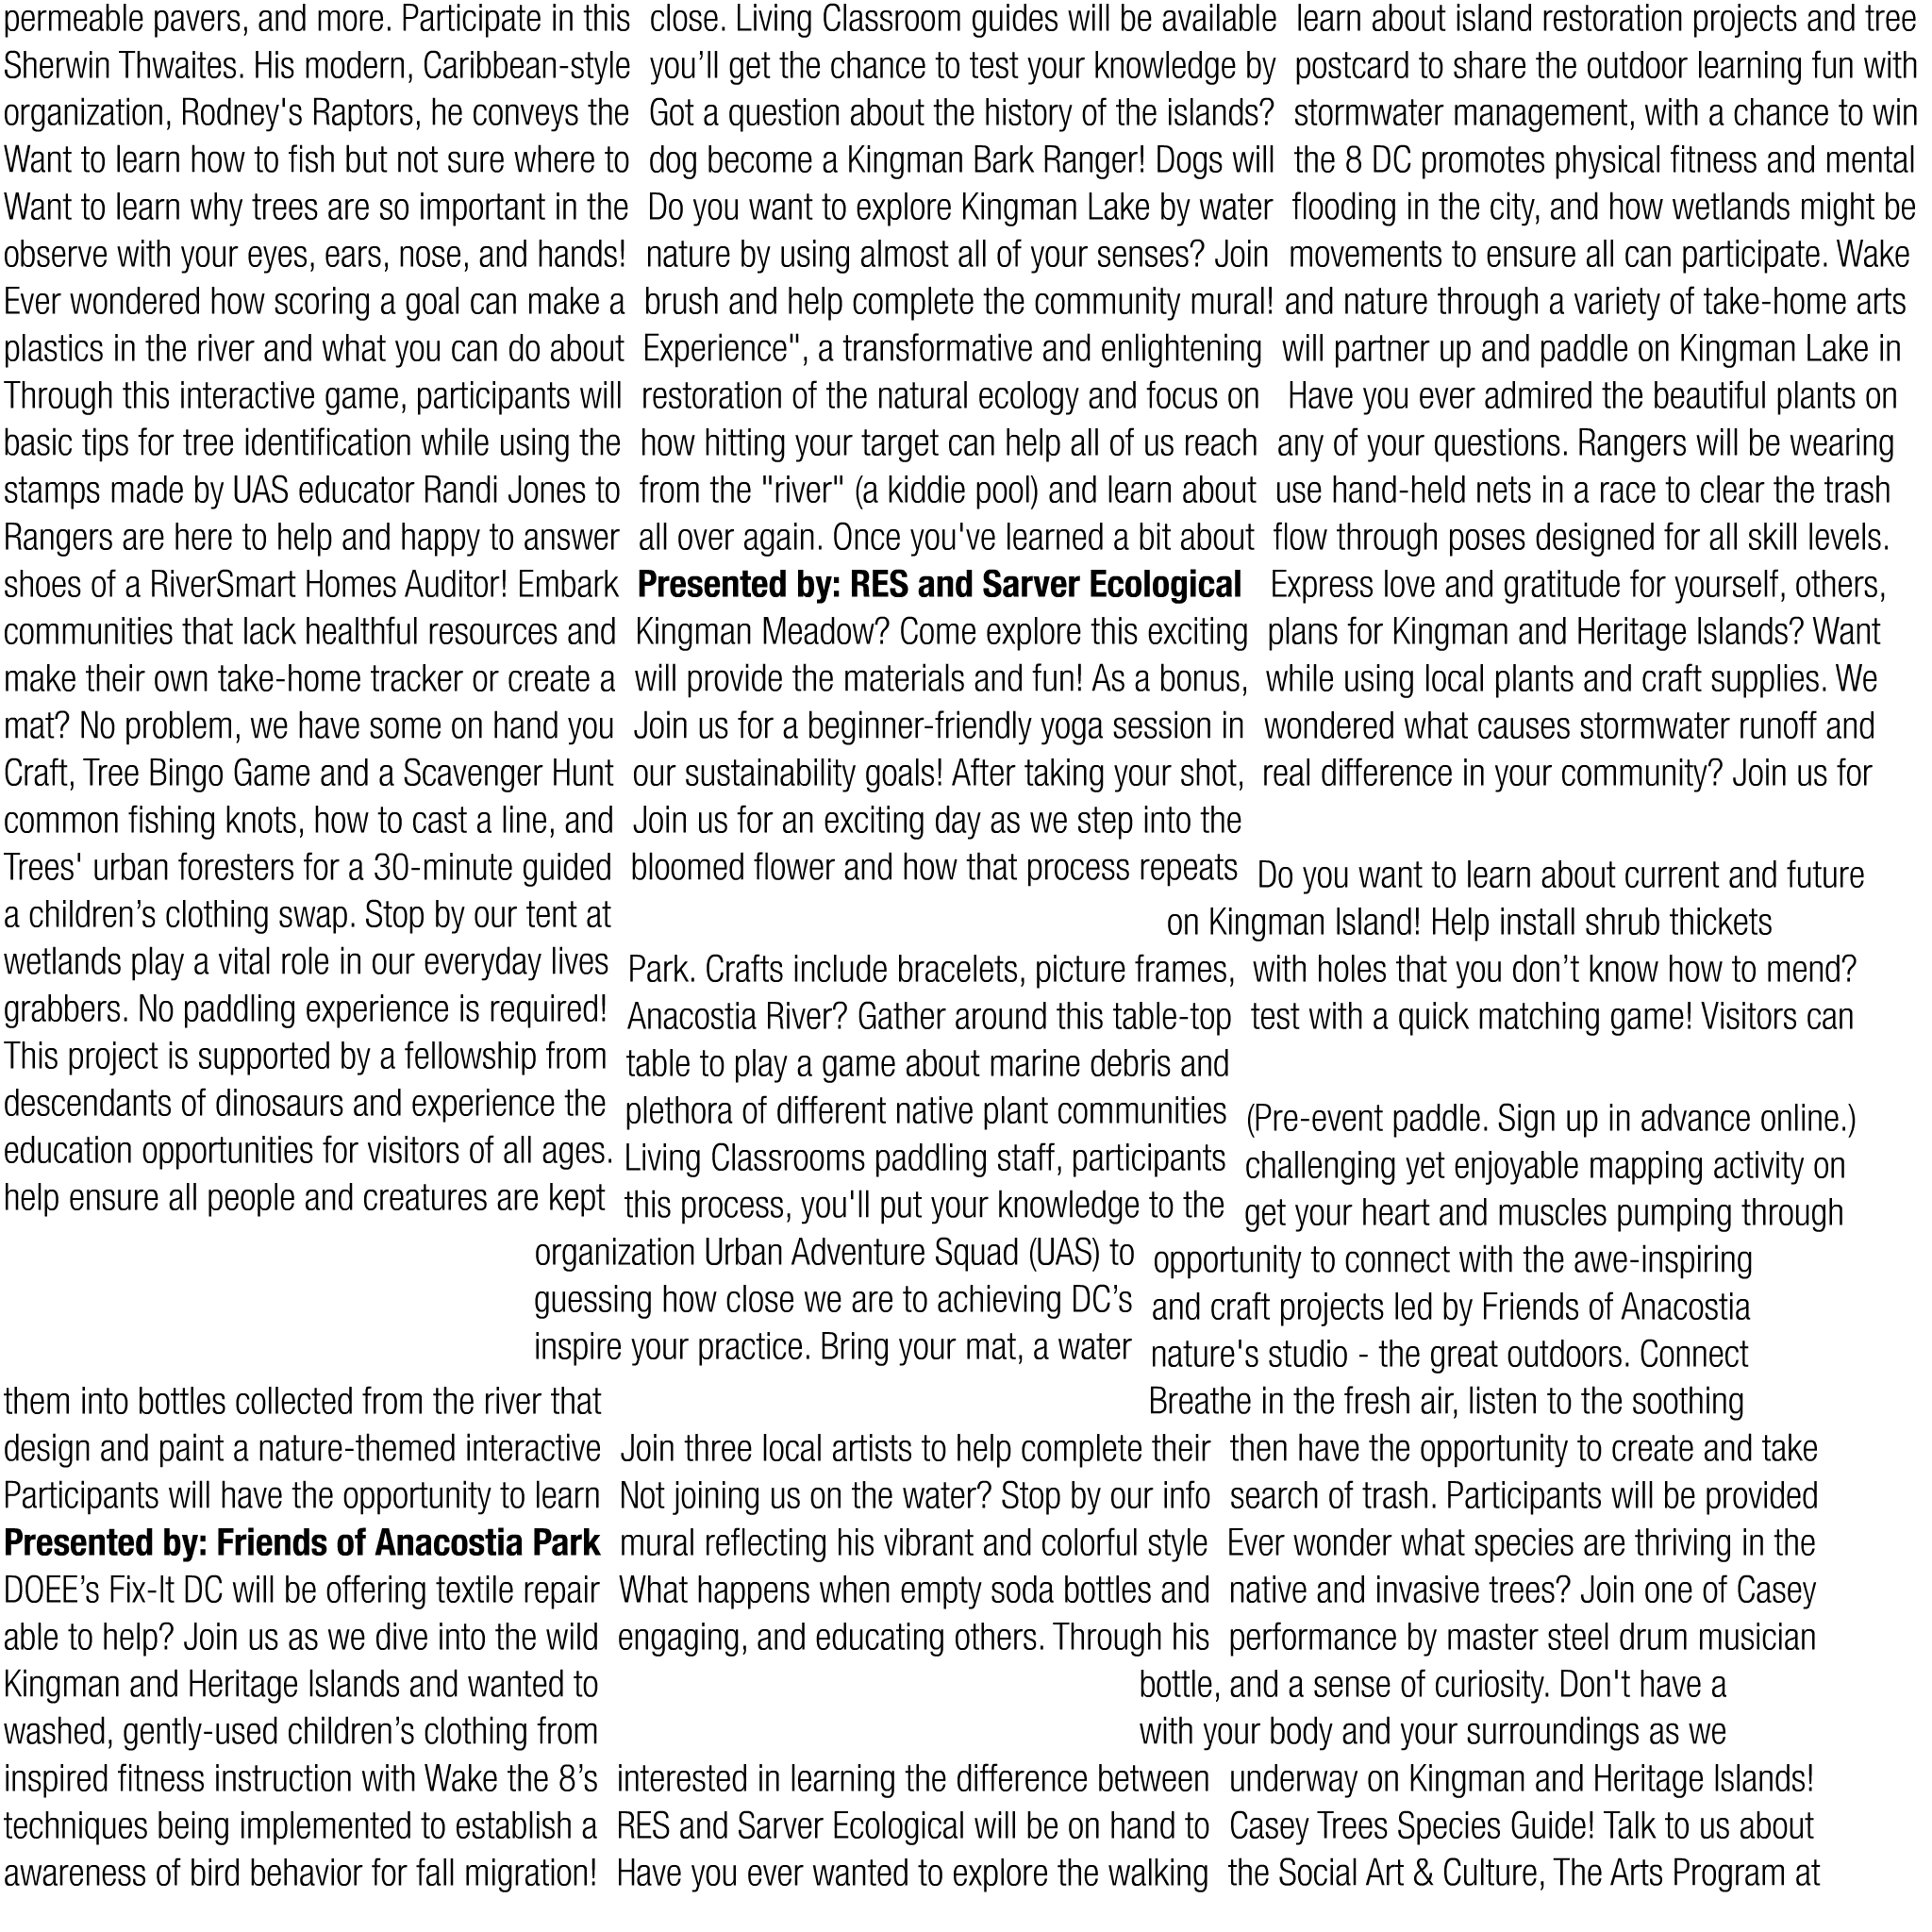 permeable pavers, and more. Participate in this
Sherwin Thwaites. His modern, Caribbean-style
organization, Rodney's Raptors, he conveys the
Want to learn how to fish but not sure where to
Want to learn why trees are so important in the
observe with your eyes, ears, nose, and hands!
Ever wondered how scoring a goal can make a
plastics in the river and what you can do about
Through this interactive game, participants will
basic tips for tree identification while using the
stamps made by UAS educator Randi Jones to
Rangers are here to help and happy to answer
shoes of a RiverSmart Homes Auditor! Embark
communities that lack healthful resources and
make their own take-home tracker or create a
mat? No problem, we have some on hand you
Craft, Tree Bingo Game and a Scavenger Hunt
common fishing knots, how to cast a line, and
Trees' urban foresters for a 30-minute guided
a children’s clothing swap. Stop by our tent at
wetlands play a vital role in our everyday lives
grabbers. No paddling experience is required!
This project is supported by a fellowship from
descendants of dinosaurs and experience the
education opportunities for visitors of all ages.
help ensure all people and creatures are kept
them into bottles collected from the river that
design and paint a nature-themed interactive
Participants will have the opportunity to learn
Presented by: Friends of Anacostia Park
DOEE’s Fix-It DC will be offering textile repair
able to help? Join us as we dive into the wild
Kingman and Heritage Islands and wanted to
washed, gently-used children’s clothing from
inspired fitness instruction with Wake the 8’s
techniques being implemented to establish a
awareness of bird behavior for fall migration!
close. Living Classroom guides will be available
you’ll get the chance to test your knowledge by
Got a question about the history of the islands?
dog become a Kingman Bark Ranger! Dogs will
Do you want to explore Kingman Lake by water
nature by using almost all of your senses? Join
brush and help complete the community mural!
Experience", a transformative and enlightening
restoration of the natural ecology and focus on
how hitting your target can help all of us reach
from the "river" (a kiddie pool) and learn about
all over again. Once you've learned a bit about
Presented by: RES and Sarver Ecological
Kingman Meadow? Come explore this exciting
will provide the materials and fun! As a bonus,
Join us for a beginner-friendly yoga session in
our sustainability goals! After taking your shot,
Join us for an exciting day as we step into the
bloomed flower and how that process repeats
Park. Crafts include bracelets, picture frames,
Anacostia River? Gather around this table-top
table to play a game about marine debris and
plethora of different native plant communities
Living Classrooms paddling staff, participants
this process, you'll put your knowledge to the
organization Urban Adventure Squad (UAS) to
guessing how close we are to achieving DC’s
inspire your practice. Bring your mat, a water
Join three local artists to help complete their
Not joining us on the water? Stop by our info
mural reflecting his vibrant and colorful style
What happens when empty soda bottles and
engaging, and educating others. Through his
interested in learning the difference between
RES and Sarver Ecological will be on hand to
Have you ever wanted to explore the walking
learn about island restoration projects and tree
postcard to share the outdoor learning fun with
stormwater management, with a chance to win
the 8 DC promotes physical fitness and mental
flooding in the city, and how wetlands might be
movements to ensure all can participate. Wake
and nature through a variety of take-home arts
will partner up and paddle on Kingman Lake in
Have you ever admired the beautiful plants on
any of your questions. Rangers will be wearing
use hand-held nets in a race to clear the trash
flow through poses designed for all skill levels.
Express love and gratitude for yourself, others,
plans for Kingman and Heritage Islands? Want
while using local plants and craft supplies. We
wondered what causes stormwater runoff and
real difference in your community? Join us for
Do you want to learn about current and future
on Kingman Island! Help install shrub thickets
with holes that you don’t know how to mend?
test with a quick matching game! Visitors can
(Pre-event paddle. Sign up in advance online.)
challenging yet enjoyable mapping activity on
get your heart and muscles pumping through
opportunity to connect with the awe-inspiring
and craft projects led by Friends of Anacostia
nature's studio - the great outdoors. Connect
Breathe in the fresh air, listen to the soothing
then have the opportunity to create and take
search of trash. Participants will be provided
Ever wonder what species are thriving in the
native and invasive trees? Join one of Casey
performance by master steel drum musician
bottle, and a sense of curiosity. Don't have a
with your body and your surroundings as we
underway on Kingman and Heritage Islands!
Casey Trees Species Guide! Talk to us about
the Social Art & Culture, The Arts Program at